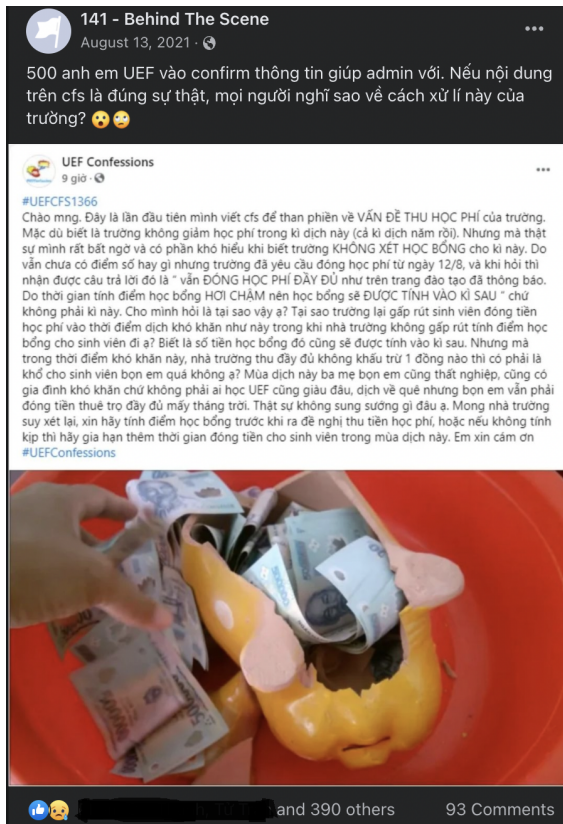 141 - Behind The Scene
August 13, 2021 ·
500 anh em UEF vào confirm thông tin giúp admin với. Nếu nội dung
trên cfs là đúng sự thật, mọi người nghĩ sao về cách xử lí này của
trường? 😮🙄
UEF Confessions
9 giờ ·
#UEFCFS1366
Chào mng. Đây là lần đầu tiên mình viết cfs để than phiền về VẤN ĐỀ THU HỌC PHÍ của trường.
Mặc dù biết là trường không giảm học phí trong kì dịch này (cả kì dịch năm rồi). Nhưng mà thật
sự mình rất bất ngờ và có phần khó hiểu khi biết trường KHÔNG XÉT HỌC BỔNG cho kì này. Do
vẫn chưa có điểm số hay gì nhưng trường đã yêu cầu đóng học phí từ ngày 12/8, và khi hỏi thì
nhận được câu trả lời đó là " vẫn ĐÓNG HỌC PHÍ ĐẦY ĐỦ như trên trang đào tạo đã thông báo.
Do thời gian tính điểm học bổng HƠI CHẬM nên học bổng sẽ ĐƯỢC TÍNH VÀO KÌ SAU " chứ
không phải kì này. Cho mình hỏi là tại sao vậy ạ? Tại sao trường lại gấp rút sinh viên đóng tiền
học phí vào thời điểm dịch khó khăn như này trong khi nhà trường không gấp rút tính điểm học
bổng cho sinh viên đi ạ? Biết là số tiền học bổng đó cũng sẽ được tính vào kì sau. Nhưng mà
trong thời điểm khó khăn này, nhà trường thu đầy đủ không khấu trừ 1 đồng nào thì có phải là
khổ cho sinh viên bọn em quá không ạ? Mùa dịch này ba mẹ bọn em cũng thất nghiệp, cũng có
gia đình khó khăn chứ không phải ai học UEF cũng giàu đâu, dịch về quê nhưng bọn em vẫn phải
đóng tiền thuê trọ đầy đủ mấy tháng trời. Thật sự không sung sướng gì đâu ạ. Mong nhà trường
suy xét lại, xin hãy tính điểm học bổng trước khi ra đề nghị thu tiền học phí, hoặc nếu không tính
kịp thì hãy gia hạn thêm thời gian đóng tiền cho sinh viên trong mùa dịch này. Em xin cám ơn
#UEFConfessions
and 390 others
93 Comments